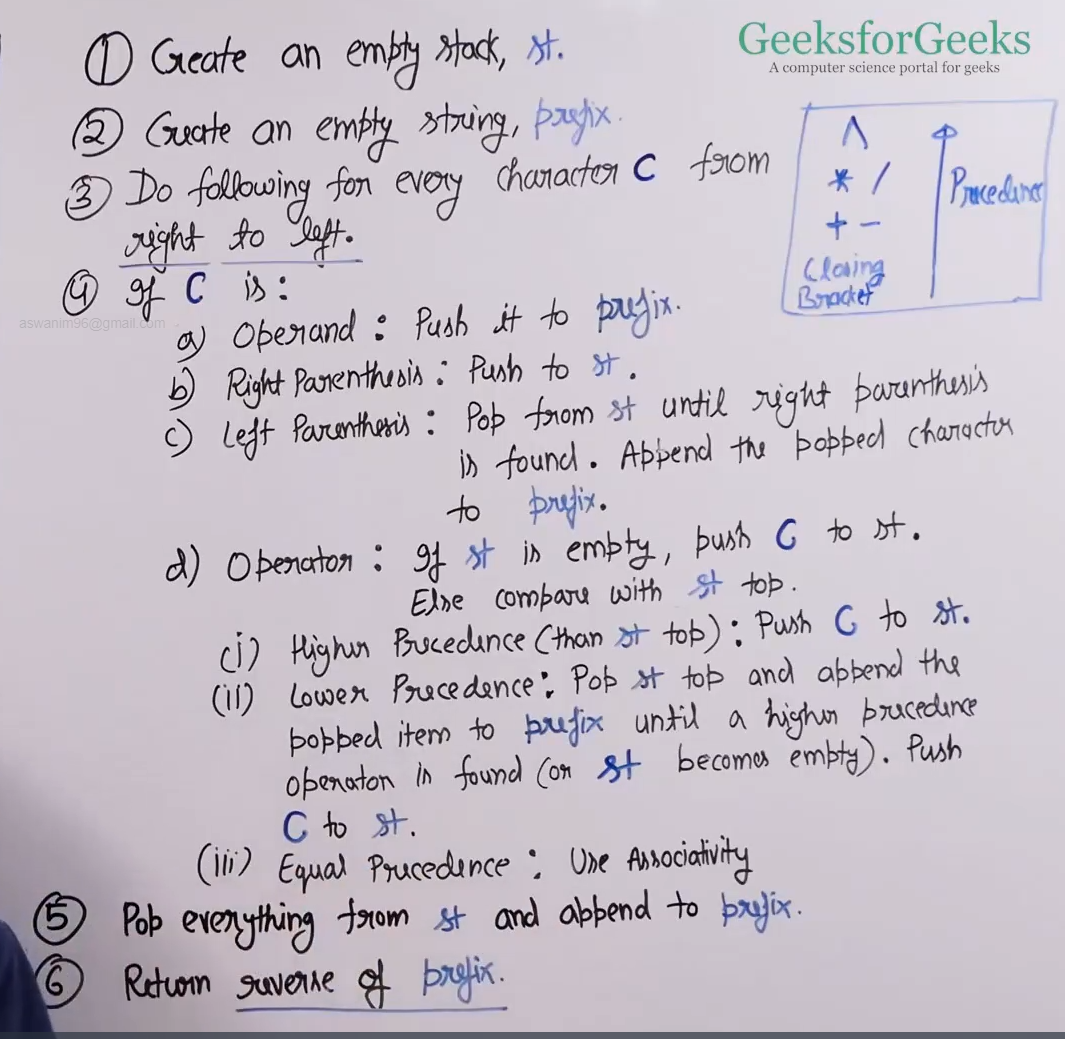 GeeksforGeeks
A computer science portal for geeks
① Create an empty stack, st.
② Create an empty string, prefix.
③ Do following for every character C from
right to left.
④ If C is:
aswanim96@gmail.com
a) Operand : Push it to prefix.
b) Right Parenthesis : Push to st.
c) Left Parenthesis : Pop from st until right parenthesis
is found. Append the popped character
to prefix.
d) Operator : If st is empty, push C to st.
Else compare with st top.
(i) Higher Precedence (than st top) : Push C to st.
(ii) Lower Precedence : Pop st top and append the
popped item to prefix until a higher precedence
operator is found (or st becomes empty). Push
C to st.
(iii) Equal Precedence : Use Associativity
⑤ Pop everything from st and append to prefix.
⑥ Return reverse of prefix.
^
* /
+ -
Closing
Bracket
Precedence